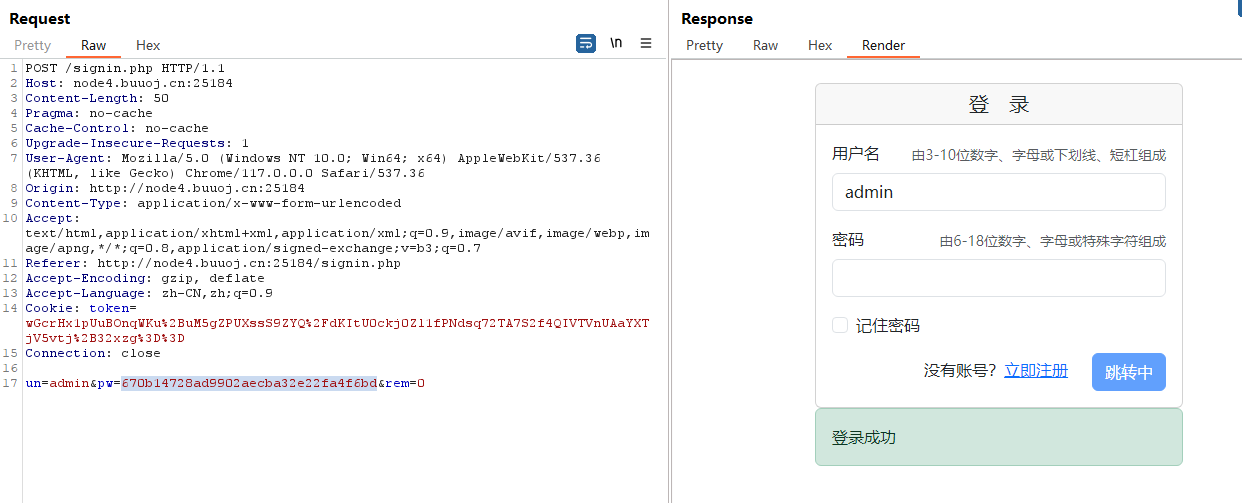 Request
Pretty Raw Hex
\n
1 POST /signin.php HTTP/1.1
2 Host: node4.buuoj.cn:25184
3 Content-Length: 50
4 Pragma: no-cache
5 Cache-Control: no-cache
6 Upgrade-Insecure-Requests: 1
7 User-Agent: Mozilla/5.0 (Windows NT 10.0; Win64; x64) AppleWebKit/537.36
(KHTML, like Gecko) Chrome/117.0.0.0 Safari/537.36
8 Origin: http://node4.buuoj.cn:25184
9 Content-Type: application/x-www-form-urlencoded
10 Accept:
text/html,application/xhtml+xml,application/xml;q=0.9,image/avif,image/webp,im
age/apng,*/*;q=0.8,application/signed-exchange;v=b3;q=0.7
11 Referer: http://node4.buuoj.cn:25184/signin.php
12 Accept-Encoding: gzip, deflate
13 Accept-Language: zh-CN,zh;q=0.9
14 Cookie: token=
wGcrHx1pUuBOnqWKu%2BuM5gZPUXssS9ZYQ%2FdKItU0ckj0Zl1fPNdsq72TA7S2f4QIVTVnUAaYXT
jV5vtj%2B32xzg%3D%3D
15 Connection: close
16
17 un=admin&pw=670b14728ad9902aecba32e22fa4f6bd&rem=0
Response
Pretty Raw Hex Render
登 录
用户名 由3-10位数字、字母或下划线、短杠组成
admin
密码 由6-18位数字、字母或特殊字符组成
记住密码
没有账号？立即注册 跳转中
登录成功